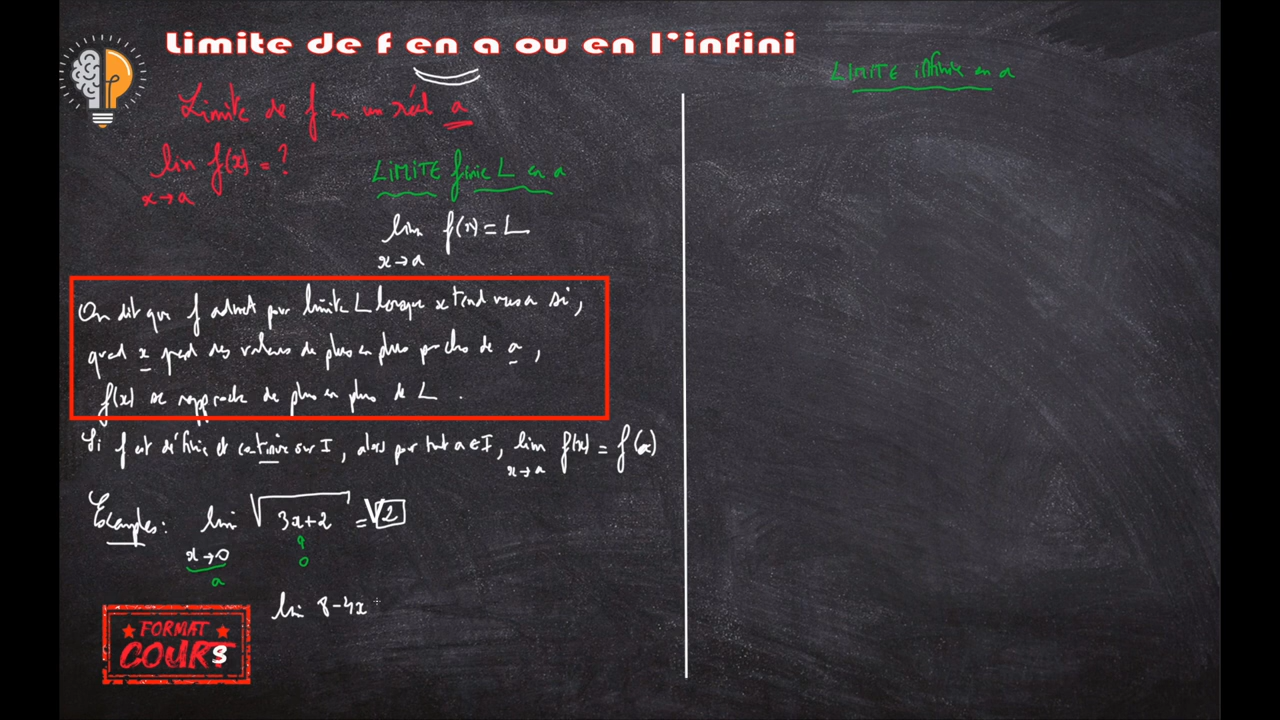 Limite de f en a ou en l'infini
Limite de f en un réel a
lim f(x) = ?
x→a
LIMITE finie L en a
lim f(x) = L
x→a
On dit que f admet pour limite L lorsque x tend vers a si,
quand x prend des valeurs de plus en plus proches de a,
f(x) se rapproche de plus en plus de L.
Si f est définie et continue sur I, alors pour tout a ∈ I, lim f(x) = f(a)
x→a
Exemples: lim √(3x+2) = √2
x→0
a
0
lim 8-4x
FORMAT
COURS
LIMITE infinie en a